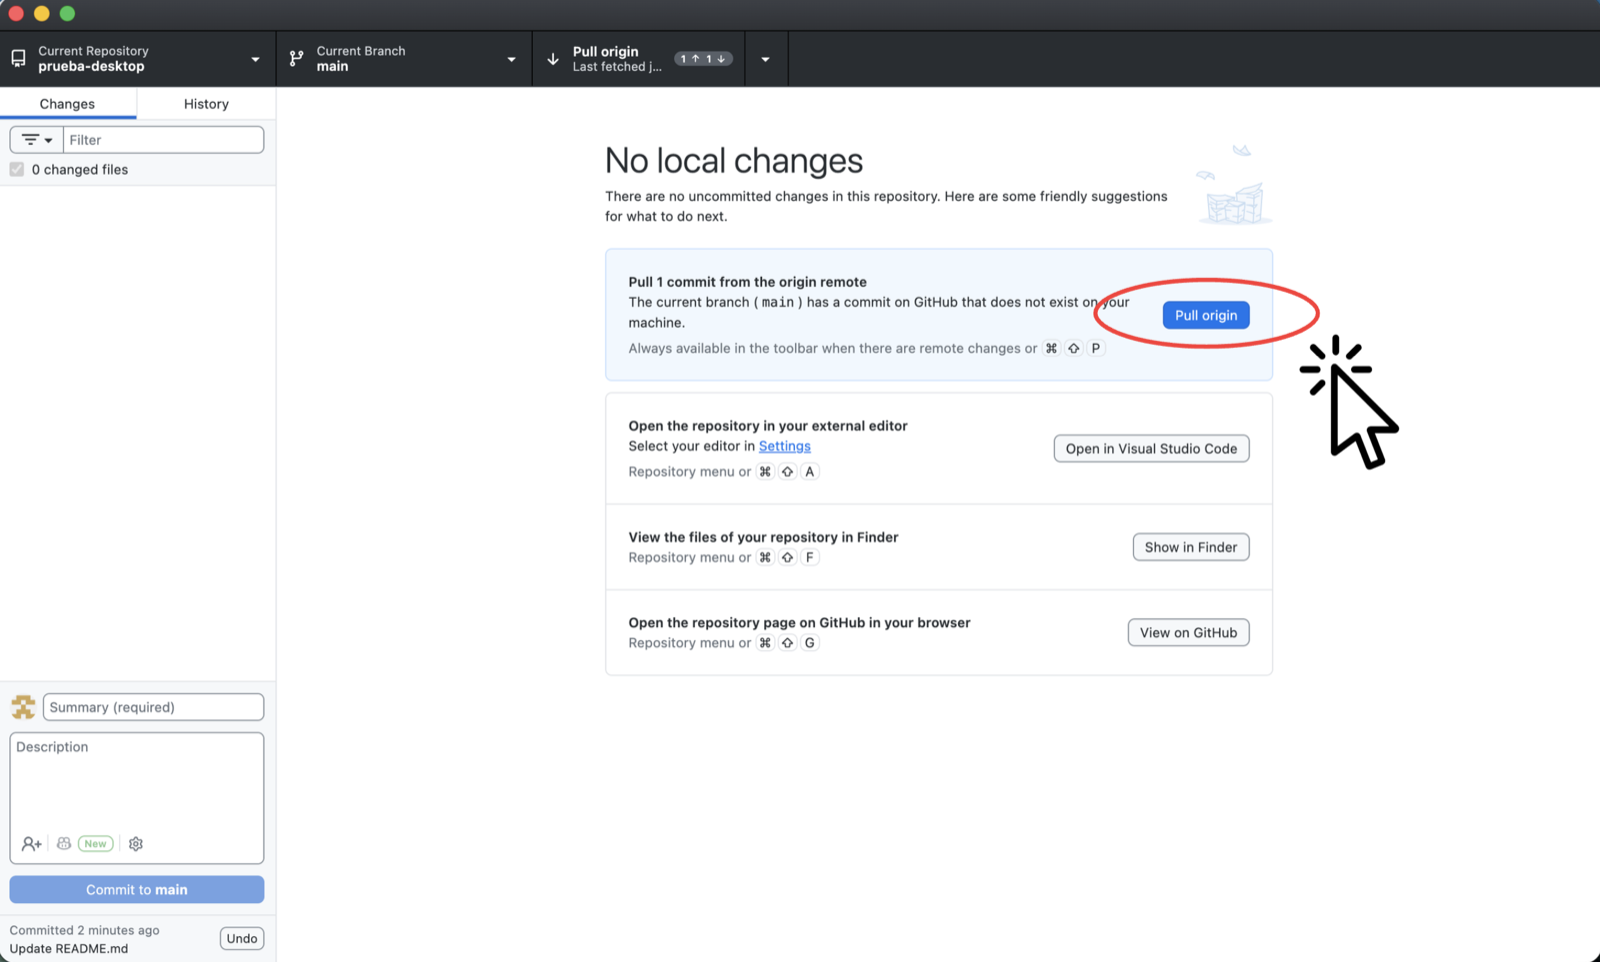 Current Repository
prueba-desktop
Current Branch
main
Pull origin
Last fetched j...
1 ↑ 1 ↓
Changes
History
Filter
0 changed files
No local changes
There are no uncommitted changes in this repository. Here are some friendly suggestions
for what to do next.
Pull 1 commit from the origin remote
The current branch ( main ) has a commit on GitHub that does not exist on your
machine.
Always available in the toolbar when there are remote changes or ⌘ ⇧ P
Pull origin
Open the repository in your external editor
Select your editor in Settings
Repository menu or ⌘ ⇧ A
Open in Visual Studio Code
View the files of your repository in Finder
Repository menu or ⌘ ⇧ F
Show in Finder
Open the repository page on GitHub in your browser
Repository menu or ⌘ ⇧ G
View on GitHub
Summary (required)
Description
New
Commit to main
Committed 2 minutes ago
Update README.md
Undo